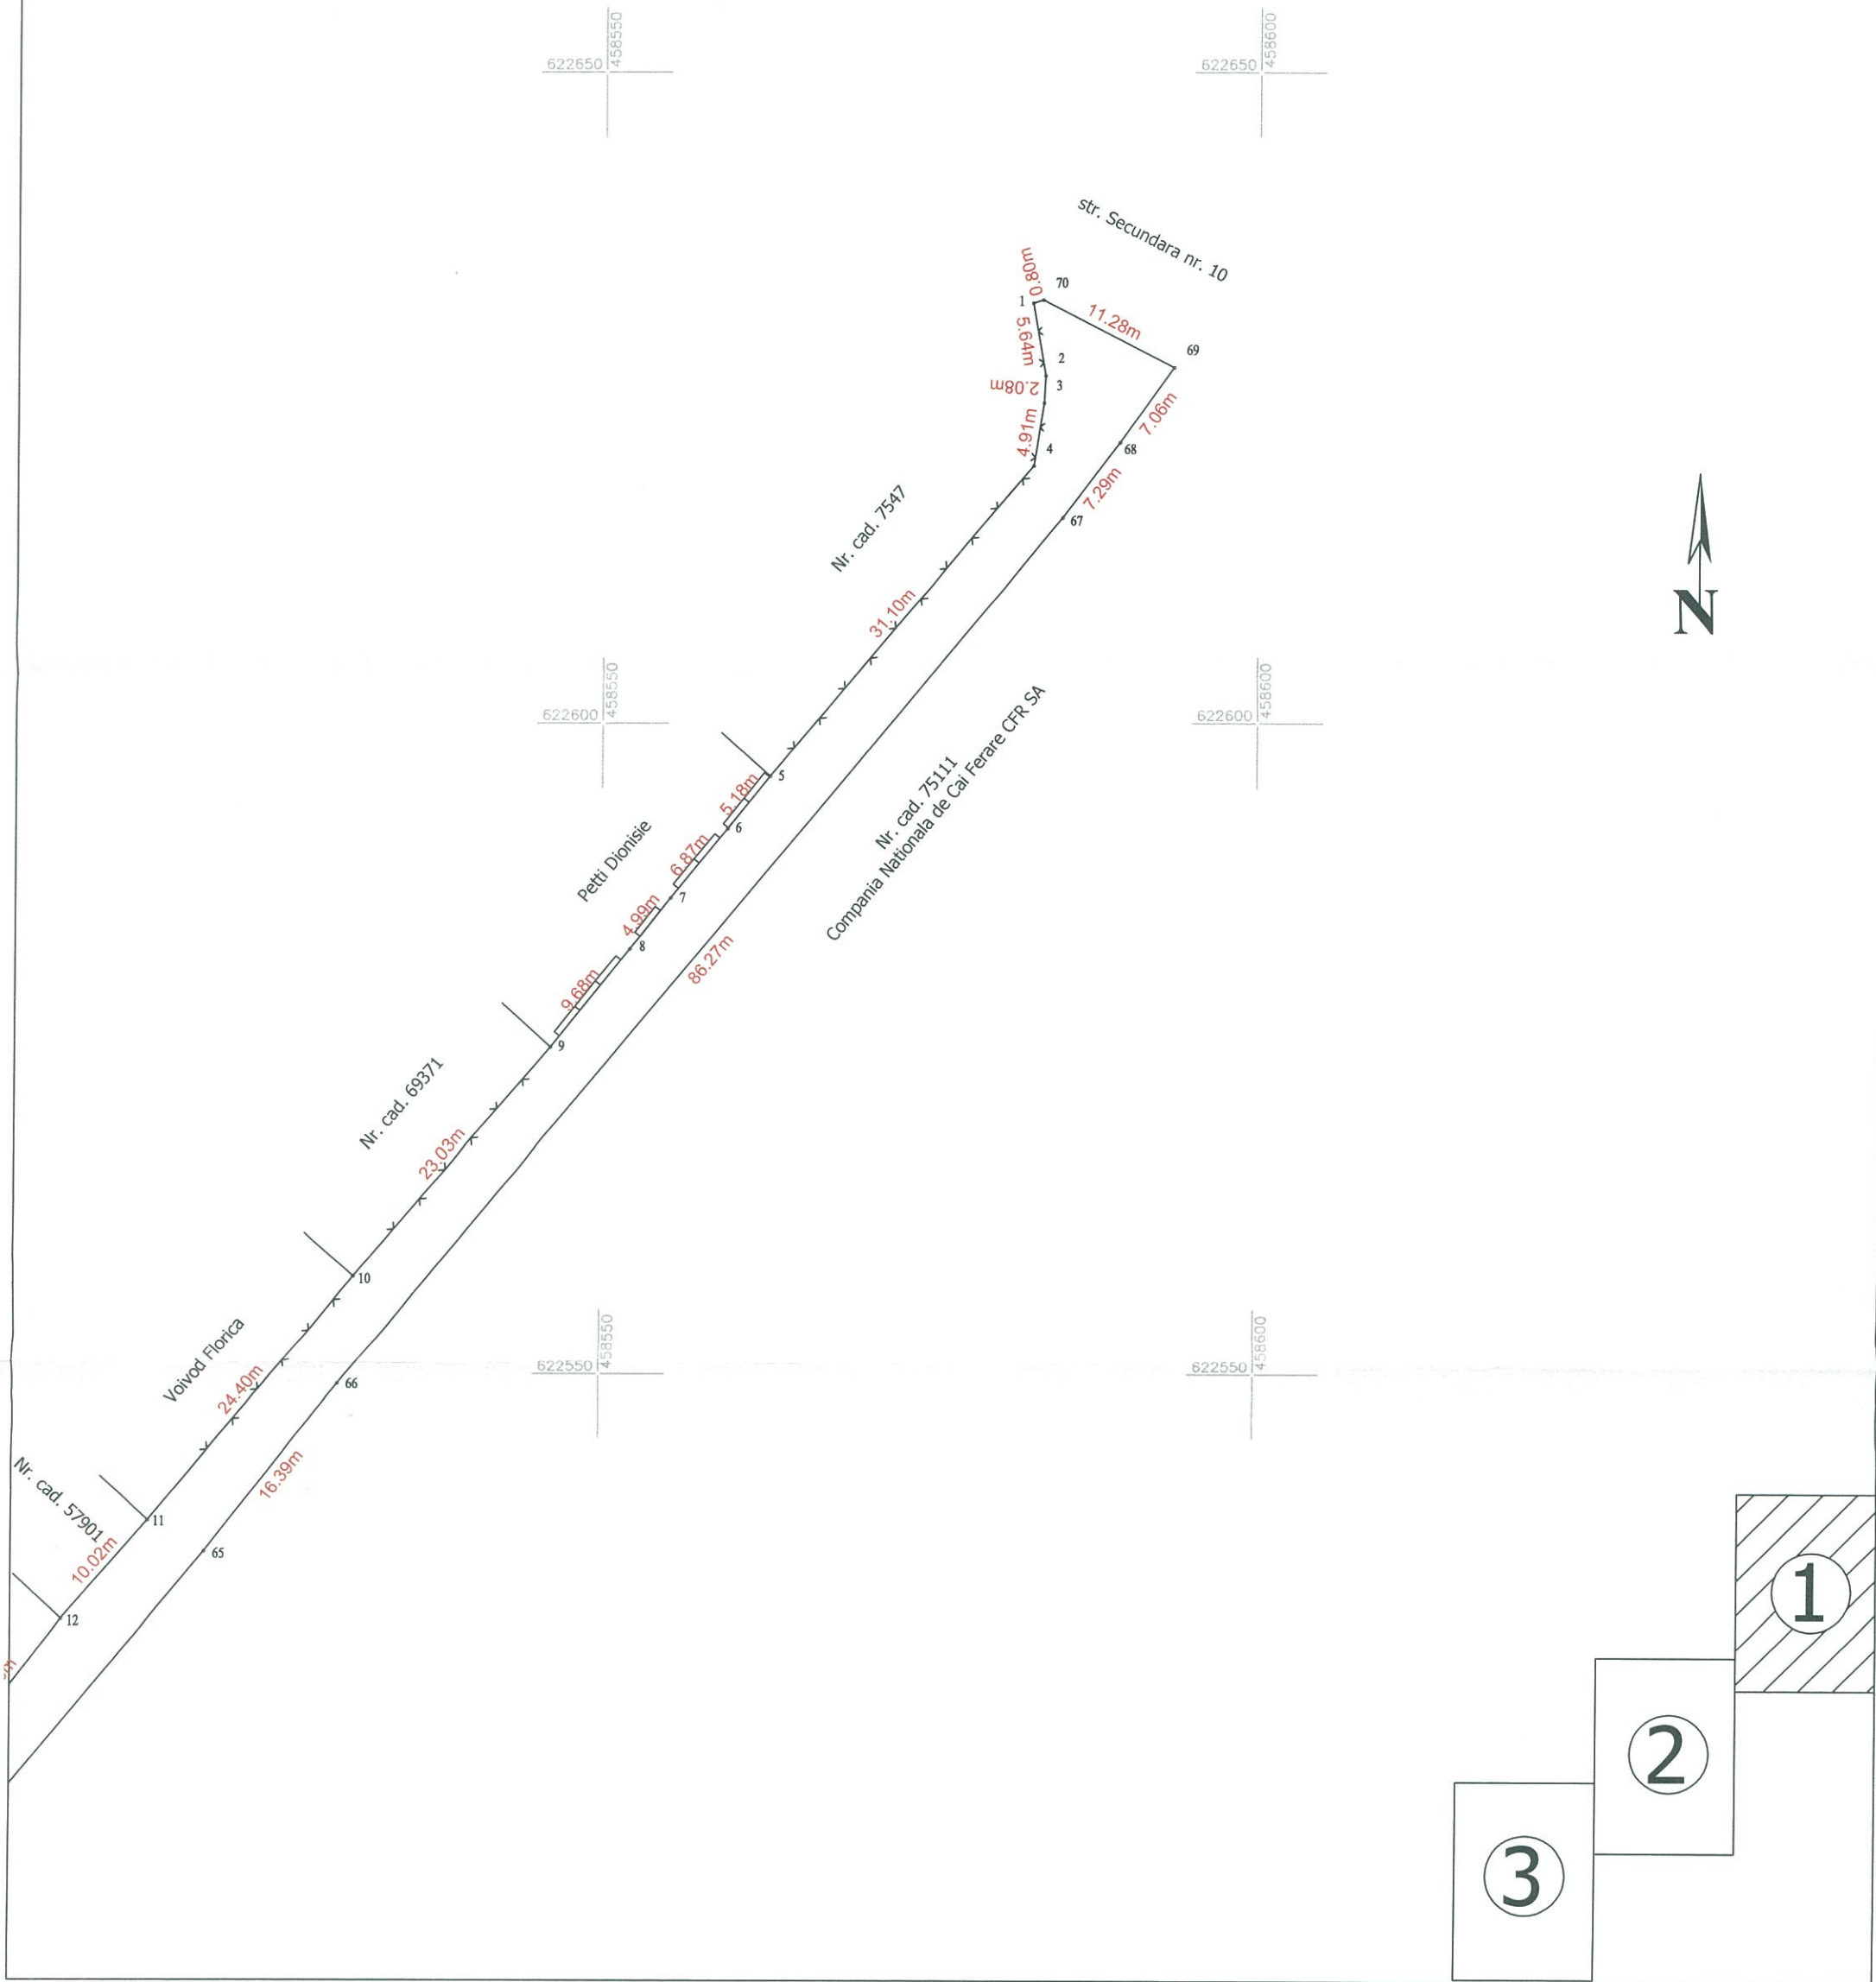 622650
458550
622650
458600
str. Secundara nr. 10
0.80m
70
1
11.28m
5.64m
2
69
2.08m
3
7.06m
4.91m
4
68
7.29m
67
Nr. cad. 7547
N
31.10m
622600
458550
622600
458600
5
5.18m
6
Nr. cad. 75111
Compania Nationala de Cai Ferare CFR SA
Petti Dionisie
6.87m
7
4.99m
8
86.27m
9.68m
9
Nr. cad. 69371
23.03m
10
622550
458550
622550
458600
Voivod Florica
24.40m
66
16.39m
Nr. cad. 57901
11
10.02m
65
12
1
2
3